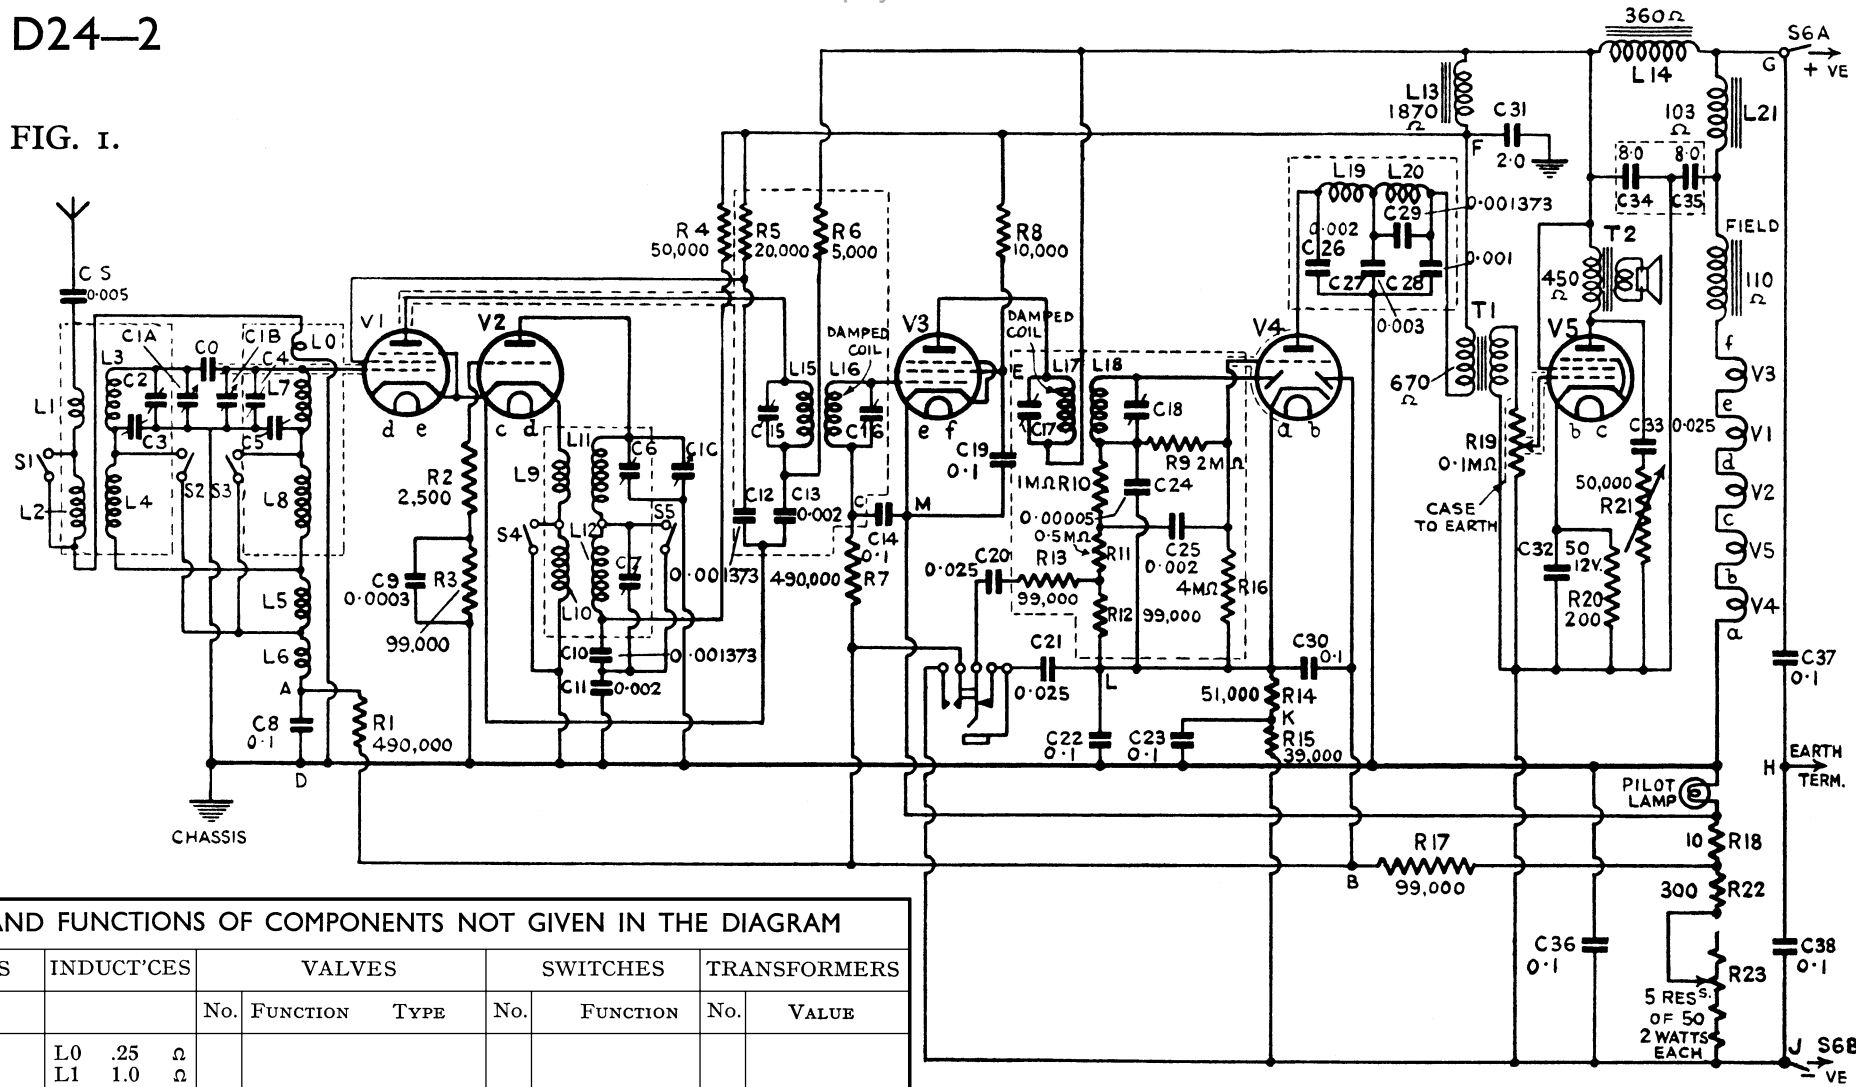 D24—2
FIG. 1.
360Ω
L14
S6A
G
+ VE
L13
1870
Ω
C31
2.0
F
103
Ω
L21
8.0
8.0
C34
C35
FIELD
110
Ω
L19
L20
C29
0.001373
0.002
C26
C27
C28
0.001
0.003
T2
450
Ω
T1
670
Ω
R4
50,000
R5
20,000
R6
5,000
R8
10,000
CS
0.005
C1A
C0
C1B
C4
L0
L3
C2
L7
L1
C3
C5
S1
S2
S3
L2
L4
L8
L5
L6
A
C8
0.1
D
R1
490,000
CHASSIS
V1
d
e
V2
c
d
R2
2,500
C9
0.0003
R3
99,000
L11
L9
C6
C1C
S4
L12
S5
C7
L10
C10
0.001373
C11
0.002
DAMPED
COIL
L15
L16
C15
C16
C12
C13
0.002
0.001373
C
C14
0.1
M
490,000
R7
V3
e
f
E
DAMPED
COIL
L17
L18
C17
C18
C19
0.1
R9 2MΩ
1MΩ R10
C24
0.00005
0.5MΩ
R11
C25
0.002
C20
0.025
R13
99,000
R12
99,000
4MΩ
R16
C21
0.025
L
C22
0.1
C23
0.1
V4
a
b
C30
0.1
51,000
R14
K
R15
39,000
V5
b
c
R19
0.1MΩ
CASE
TO EARTH
C33
0.025
50,000
R21
C32
50
12V.
R20
200
f
V3
e
V1
d
V2
c
V5
b
V4
a
C37
0.1
H
EARTH
TERM.
PILOT
LAMP
10
R18
B
R17
99,000
300
R22
C36
0.1
R23
5 RESS.
OF 50
2 WATTS
EACH
C38
0.1
J
S6B
— VE
AND FUNCTIONS OF COMPONENTS NOT GIVEN IN THE DIAGRAM
S
INDUCT'CES
VALVES
SWITCHES
TRANSFORMERS
No. FUNCTION TYPE
No. FUNCTION
No. VALUE
L0 .25 Ω
L1 1.0 Ω